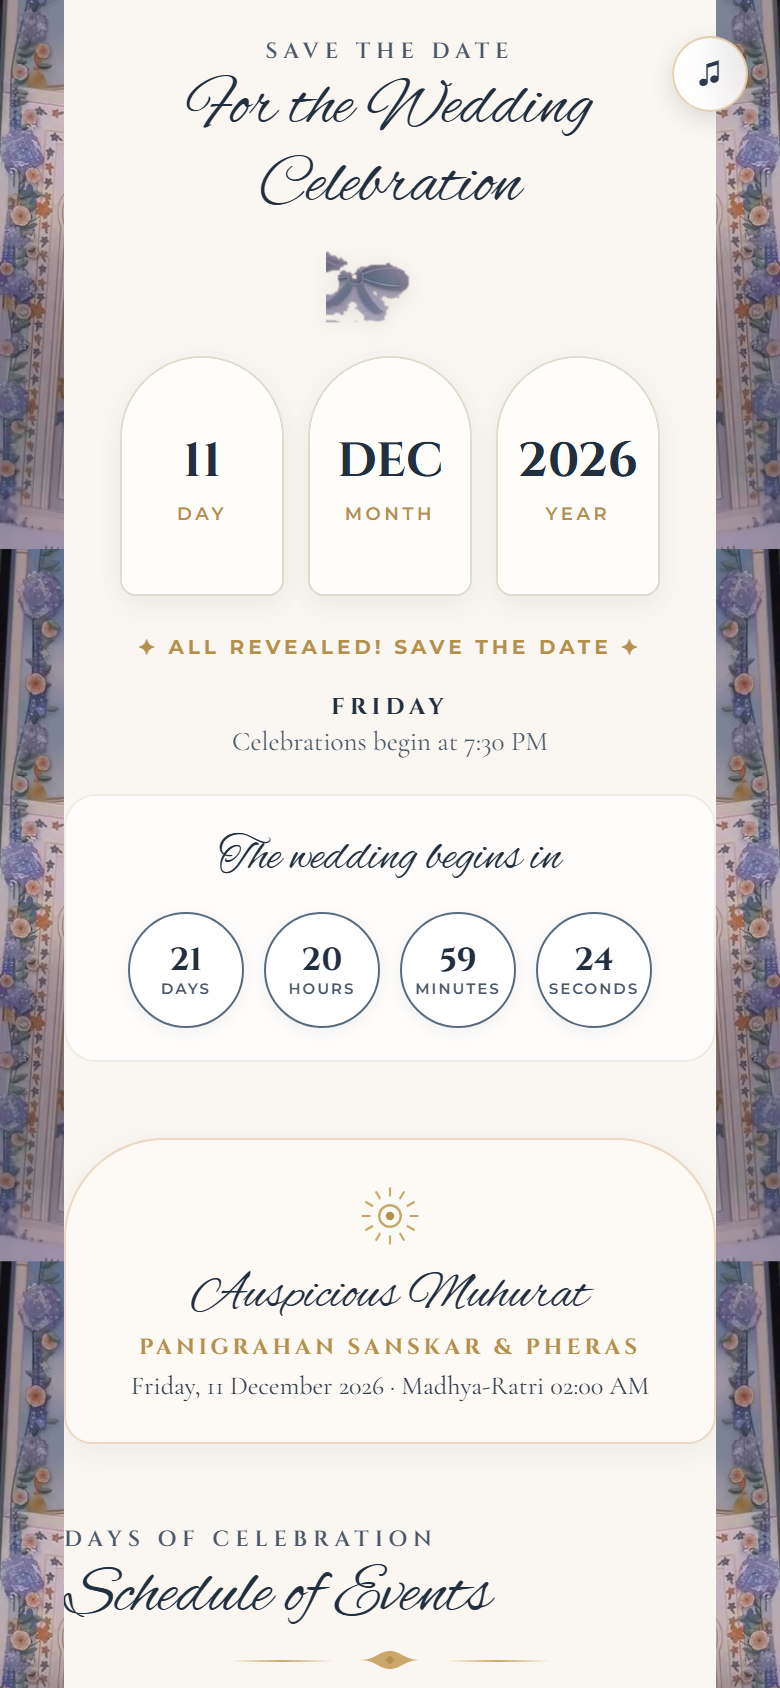 SAVE THE DATE
For the Wedding
Celebration
11
DAY
DEC
MONTH
2026
YEAR
✦ ALL REVEALED! SAVE THE DATE ✦
FRIDAY
Celebrations begin at 7:30 PM
The wedding begins in
21
DAYS
20
HOURS
59
MINUTES
24
SECONDS
Auspicious Muhurat
PANIGRAHAN SANSKAR & PHERAS
Friday, 11 December 2026 · Madhya-Ratri 02:00 AM
DAYS OF CELEBRATION
Schedule of Events